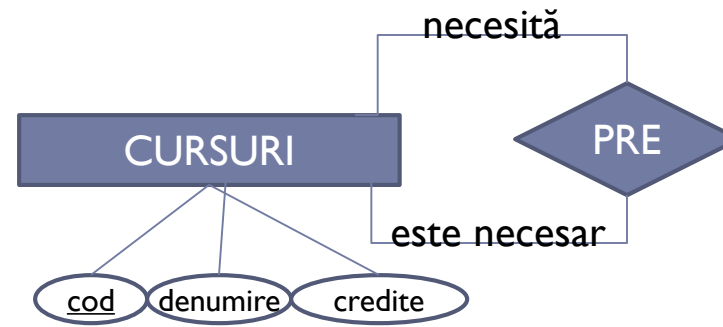 necesită
CURSURI
PRE
este necesar
cod denumire credite